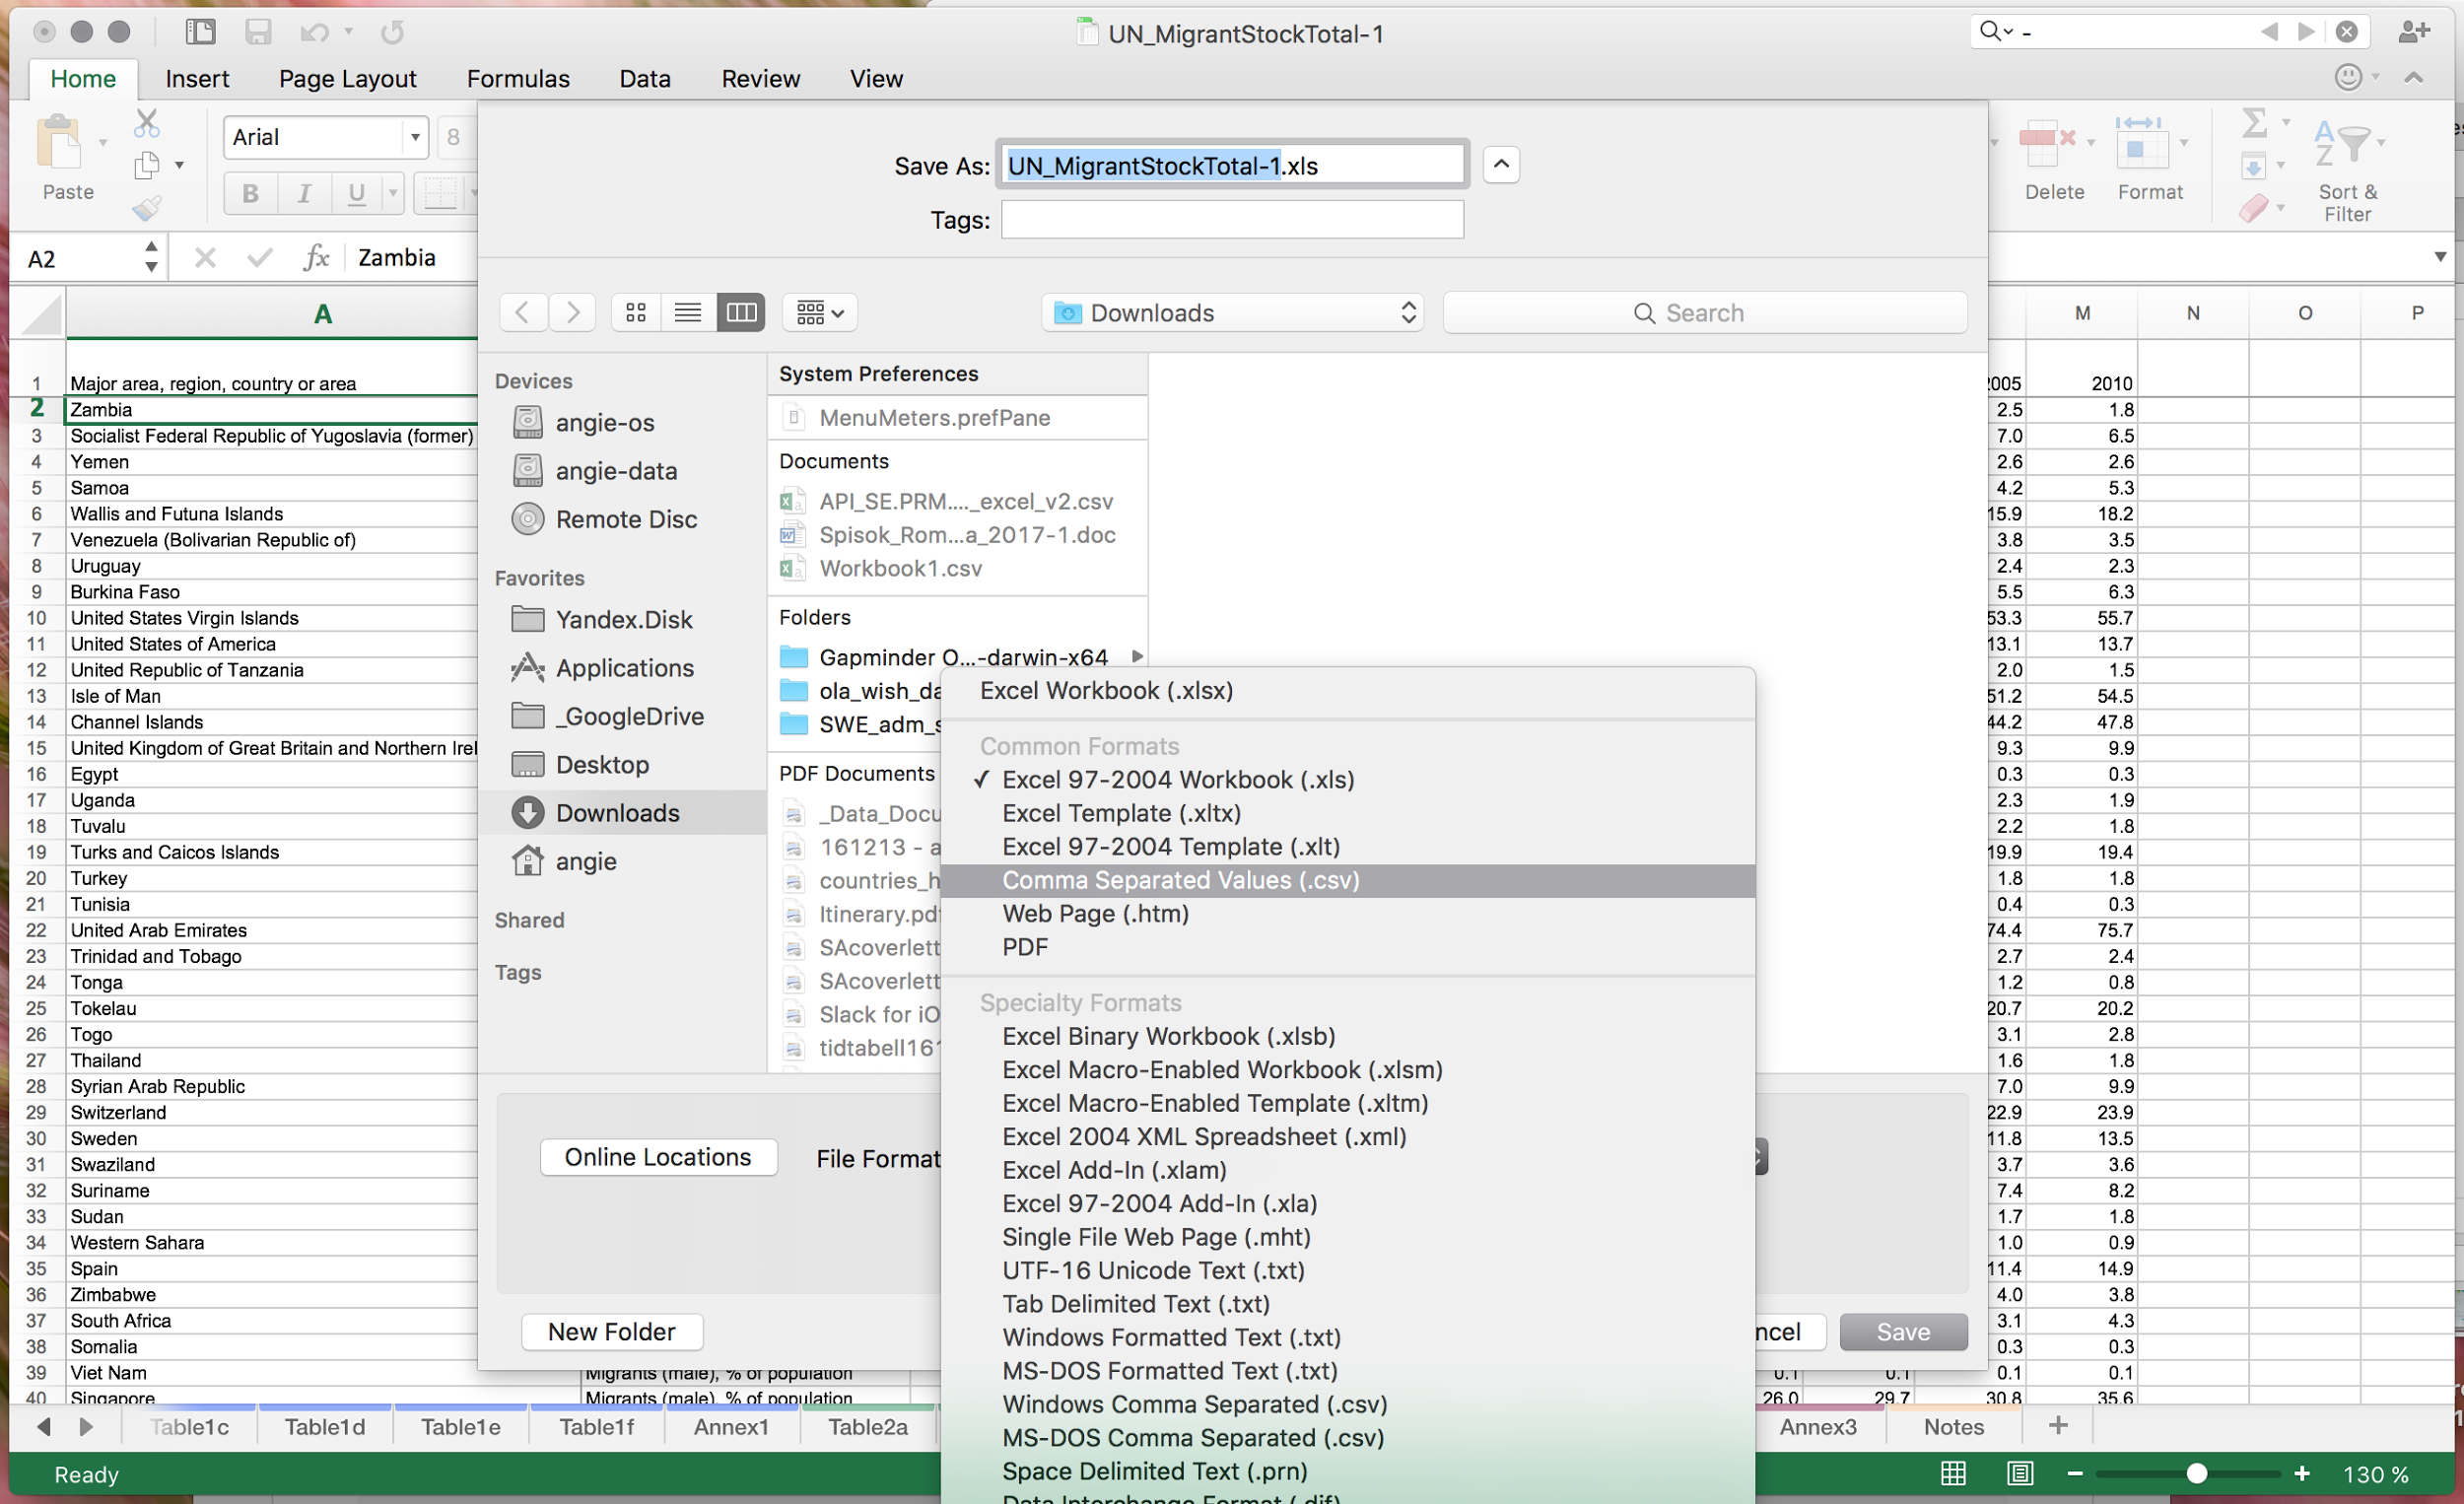 UN_MigrantStockTotal-1
-
Home Insert Page Layout Formulas Data Review View
Paste
Arial 8
B I U
Delete Format Sort & Filter
A2 fx Zambia
Save As: UN_MigrantStockTotal-1.xls
Tags:
Downloads Search
Devices
angie-os
angie-data
Remote Disc
Favorites
Yandex.Disk
Applications
_GoogleDrive
Desktop
Downloads
angie
Shared
Tags
System Preferences
MenuMeters.prefPane
Documents
API_SE.PRM...._excel_v2.csv
Spisok_Rom...a_2017-1.doc
Workbook1.csv
Folders
Gapminder O...-darwin-x64
ola_wish_da
SWE_adm_s
PDF Documents
_Data_Docu
161213 - a
countries_h
Itinerary.pdf
SAcoverlett
SAcoverlett
Slack for iO
tidtabell161
Excel Workbook (.xlsx)
Common Formats
✓ Excel 97-2004 Workbook (.xls)
Excel Template (.xltx)
Excel 97-2004 Template (.xlt)
Comma Separated Values (.csv)
Web Page (.htm)
PDF
Specialty Formats
Excel Binary Workbook (.xlsb)
Excel Macro-Enabled Workbook (.xlsm)
Excel Macro-Enabled Template (.xltm)
Excel 2004 XML Spreadsheet (.xml)
Excel Add-In (.xlam)
Excel 97-2004 Add-In (.xla)
Single File Web Page (.mht)
UTF-16 Unicode Text (.txt)
Tab Delimited Text (.txt)
Windows Formatted Text (.txt)
MS-DOS Formatted Text (.txt)
Windows Comma Separated (.csv)
MS-DOS Comma Separated (.csv)
Space Delimited Text (.prn)
Data Interchange Format (.dif)
Online Locations File Format
New Folder ncel Save
A M N O P
1 Major area, region, country or area 2005 2010
2 Zambia 2.5 1.8
3 Socialist Federal Republic of Yugoslavia (former) 7.0 6.5
4 Yemen 2.6 2.6
5 Samoa 4.2 5.3
6 Wallis and Futuna Islands 15.9 18.2
7 Venezuela (Bolivarian Republic of) 3.8 3.5
8 Uruguay 2.4 2.3
9 Burkina Faso 5.5 6.3
10 United States Virgin Islands 53.3 55.7
11 United States of America 13.1 13.7
12 United Republic of Tanzania 2.0 1.5
13 Isle of Man 51.2 54.5
14 Channel Islands 44.2 47.8
15 United Kingdom of Great Britain and Northern Irel 9.3 9.9
16 Egypt 0.3 0.3
17 Uganda 2.3 1.9
18 Tuvalu 2.2 1.8
19 Turks and Caicos Islands 19.9 19.4
20 Turkey 1.8 1.8
21 Tunisia 0.4 0.3
22 United Arab Emirates 74.4 75.7
23 Trinidad and Tobago 2.7 2.4
24 Tonga 1.2 0.8
25 Tokelau 20.7 20.2
26 Togo 3.1 2.8
27 Thailand 1.6 1.8
28 Syrian Arab Republic 7.0 9.9
29 Switzerland 22.9 23.9
30 Sweden 11.8 13.5
31 Swaziland 3.7 3.6
32 Suriname 7.4 8.2
33 Sudan 1.7 1.8
34 Western Sahara 1.0 0.9
35 Spain 11.4 14.9
36 Zimbabwe 4.0 3.8
37 South Africa 3.1 4.3
38 Somalia 0.3 0.3
39 Viet Nam Migrants (male), % of population 0.1 0.1 0.1 0.1
40 Singapore Migrants (male), % of population 26.0 29.7 30.8 35.6
Table1c Table1d Table1e Table1f Annex1 Table2a Annex3 Notes +
Ready 130 %